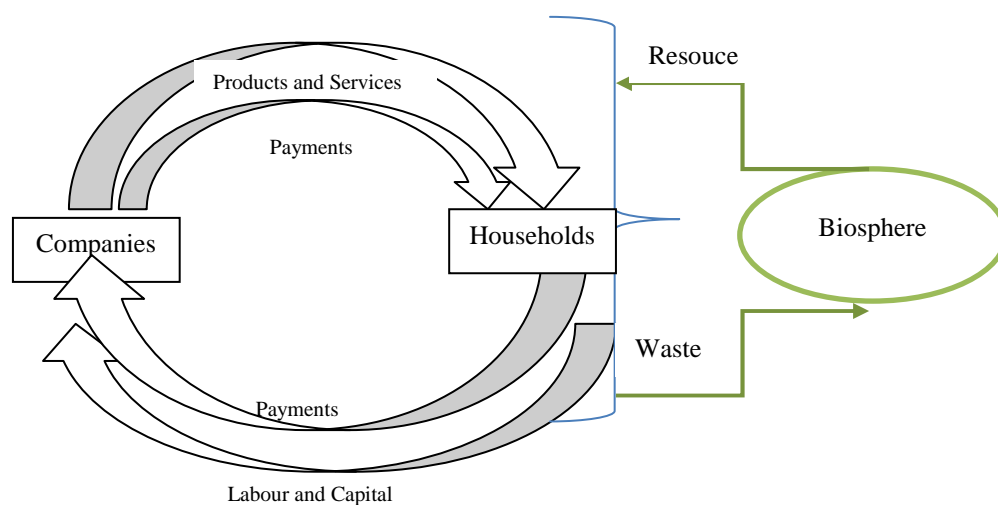 Resouce
Products and Services
Payments
Companies
Households
Biosphere
Waste
Payments
Labour and Capital